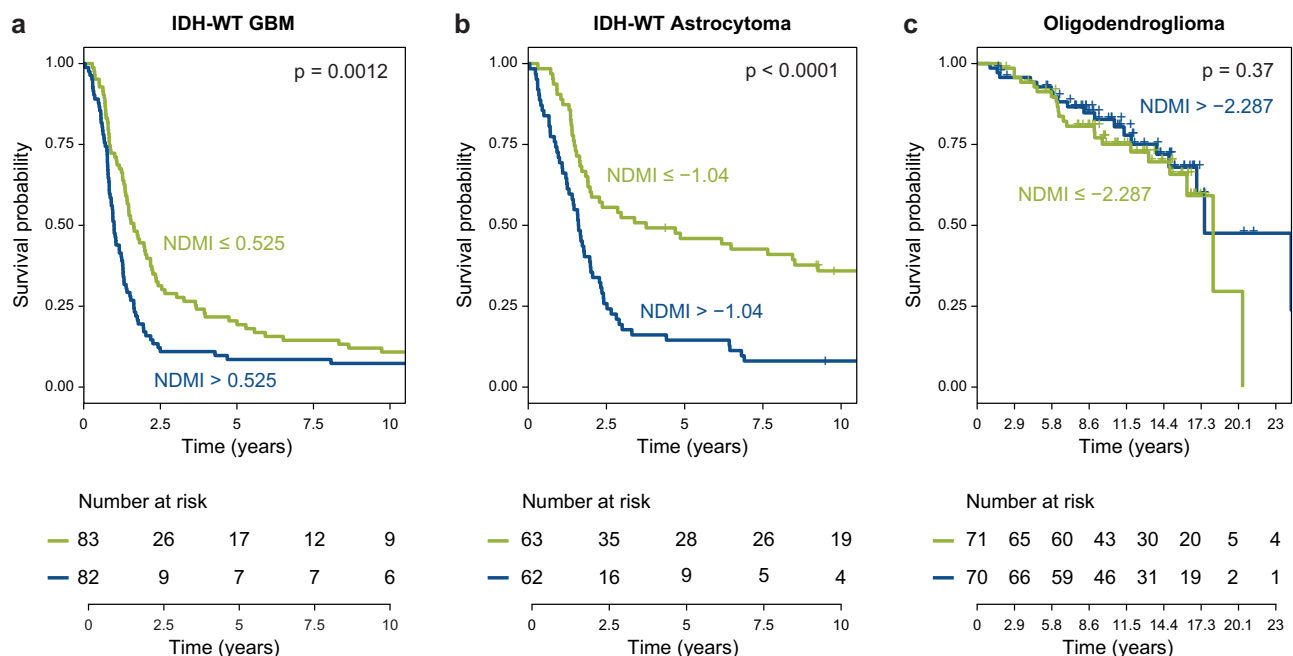 a
IDH-WT GBM
1.00
0.75
0.50
0.25
0.00
Survival probability
p = 0.0012
NDMI ≤ 0.525
NDMI > 0.525
0 2.5 5 7.5 10
Time (years)
Number at risk
83 26 17 12 9
82 9 7 7 6
0 2.5 5 7.5 10
Time (years)
b
IDH-WT Astrocytoma
1.00
0.75
0.50
0.25
0.00
Survival probability
p < 0.0001
NDMI ≤ −1.04
NDMI > −1.04
0 2.5 5 7.5 10
Time (years)
Number at risk
63 35 28 26 19
62 16 9 5 4
0 2.5 5 7.5 10
Time (years)
c
Oligodendroglioma
1.00
0.75
0.50
0.25
0.00
Survival probability
p = 0.37
NDMI > −2.287
NDMI ≤ −2.287
0 2.9 5.8 8.6 11.5 14.4 17.3 20.1 23
Time (years)
Number at risk
71 65 60 43 30 20 5 4
70 66 59 46 31 19 2 1
0 2.9 5.8 8.6 11.5 14.4 17.3 20.1 23
Time (years)